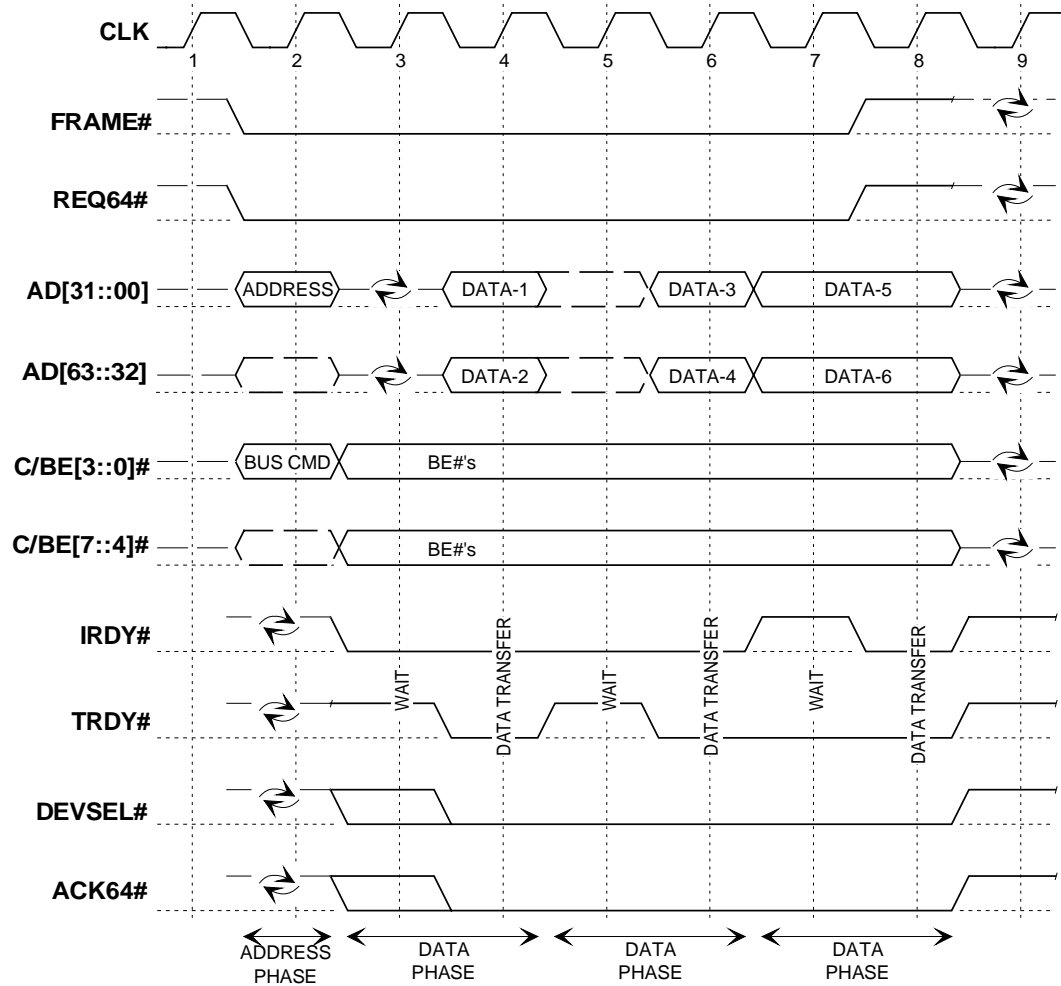 CLK
1 2 3 4 5 6 7 8 9
FRAME#
REQ64#
AD[31::00] ADDRESS DATA-1 DATA-3 DATA-5
AD[63::32] DATA-2 DATA-4 DATA-6
C/BE[3::0]# BUS CMD BE#'s
C/BE[7::4]# BE#'s
IRDY#
WAIT
DATA TRANSFER
WAIT
DATA TRANSFER
WAIT
DATA TRANSFER
TRDY#
DEVSEL#
ACK64#
ADDRESS DATA DATA DATA
PHASE PHASE PHASE PHASE